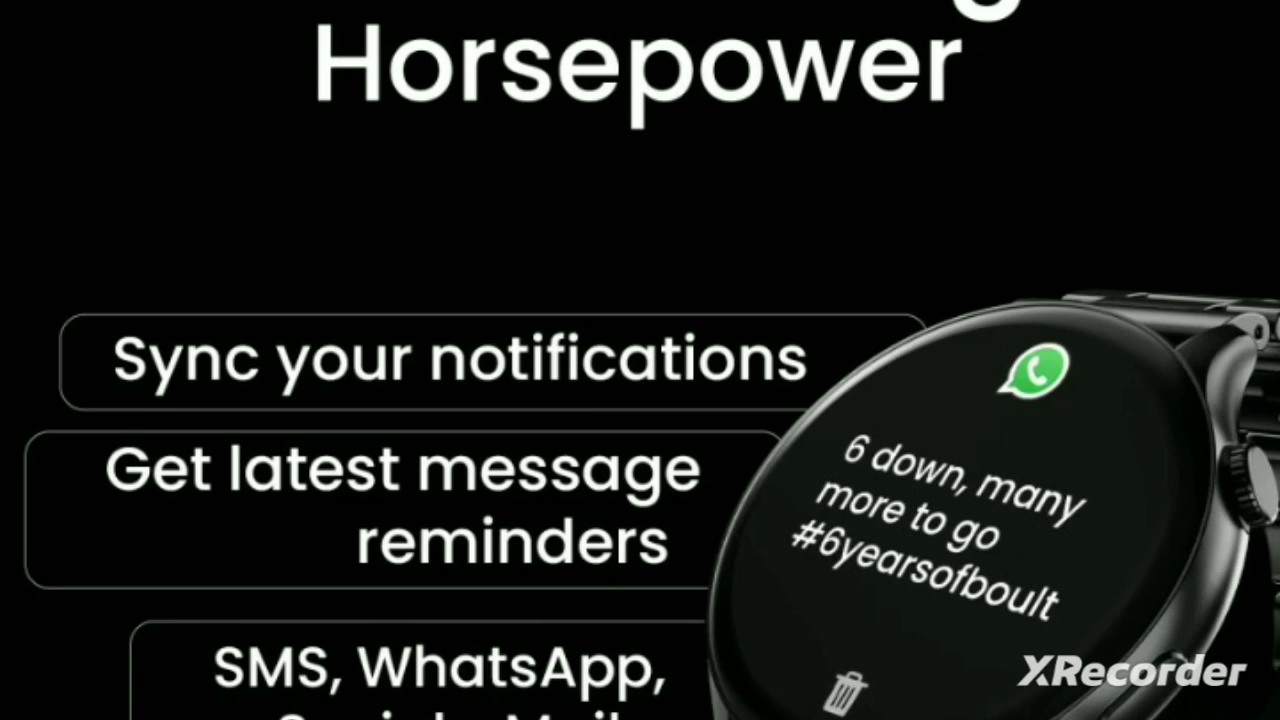 Horsepower
Sync your notifications
Get latest message
reminders
6 down, many
more to go
#6yearsofboult
SMS, WhatsApp,
XRecorder